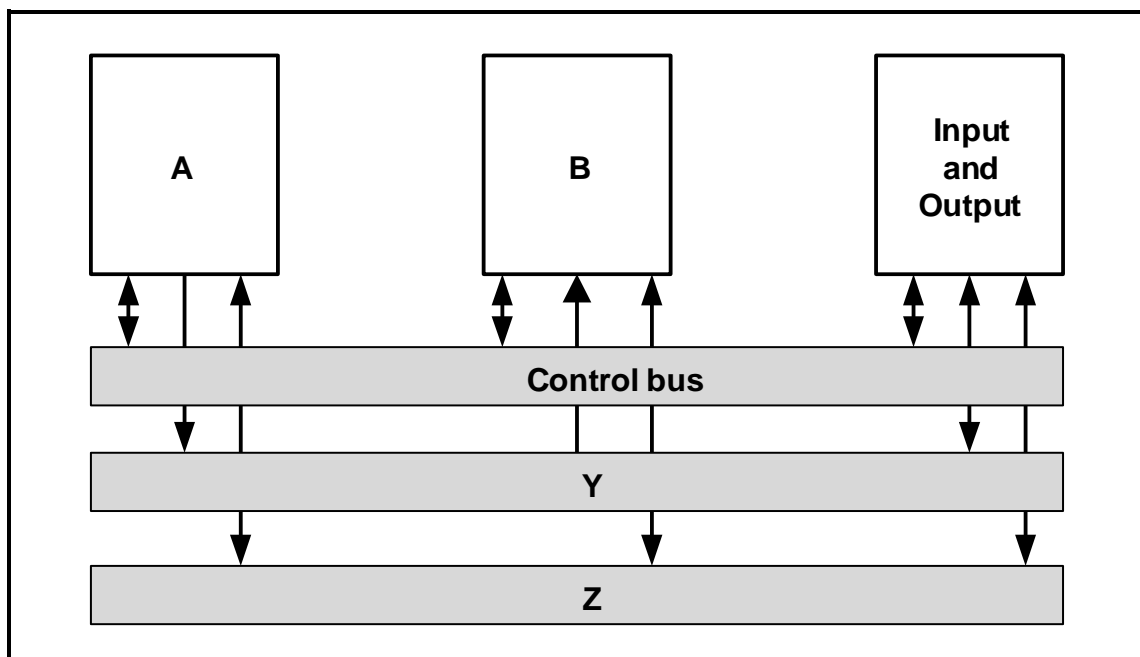 A
B
Input
and
Output
Control bus
Y
Z